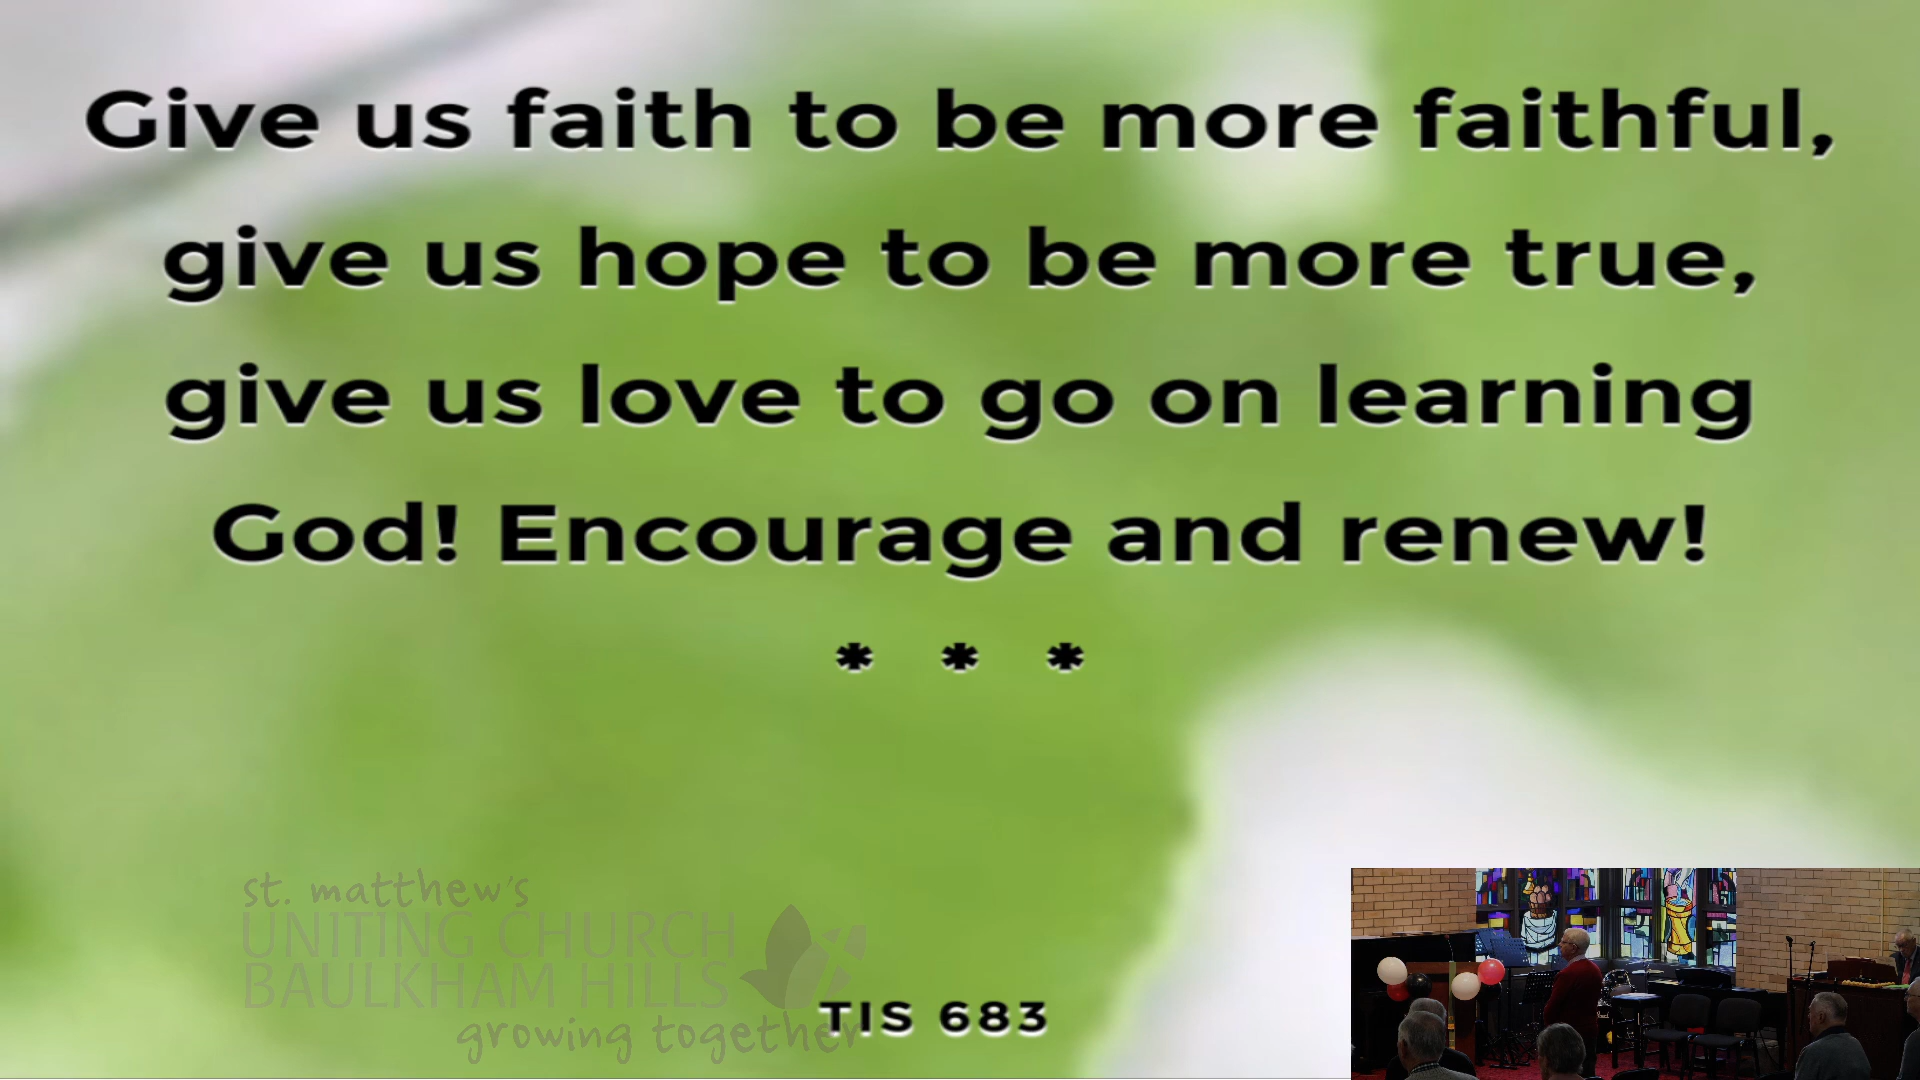 Give us faith to be more faithful,
give us hope to be more true,
give us love to go on learning
God! Encourage and renew!
* * *
st. matthew's
UNITING CHURCH
BAULKHAM HILLS
growing together
TIS 683